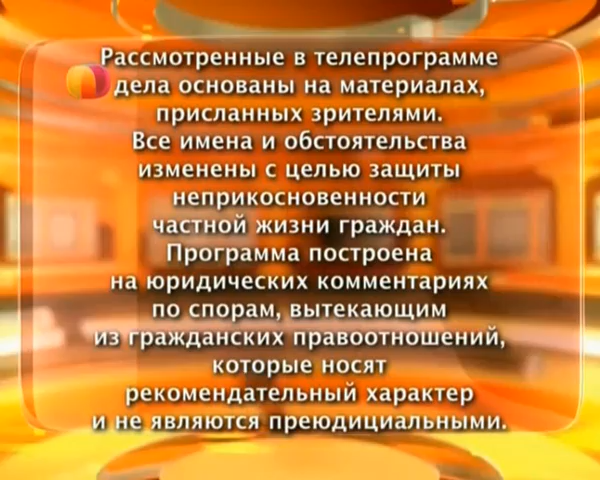 Рассмотренные в телепрограмме
дела основаны на материалах,
присланных зрителями.
Все имена и обстоятельства
изменены с целью защиты
неприкосновенности
частной жизни граждан.
Программа построена
на юридических комментариях
по спорам, вытекающим
из гражданских правоотношений,
которые носят
рекомендательный характер
и не являются преюдициальными.